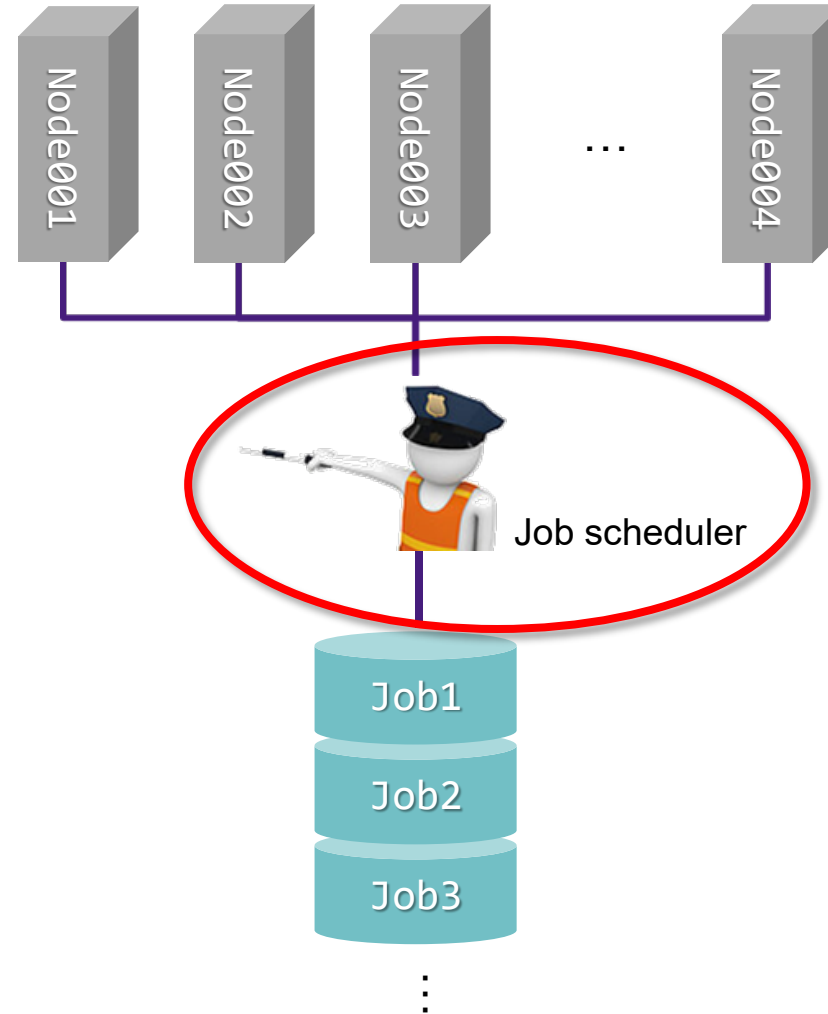 Node001
Node002
Node003
...
Node004
Job scheduler
Job1
Job2
Job3
⋮